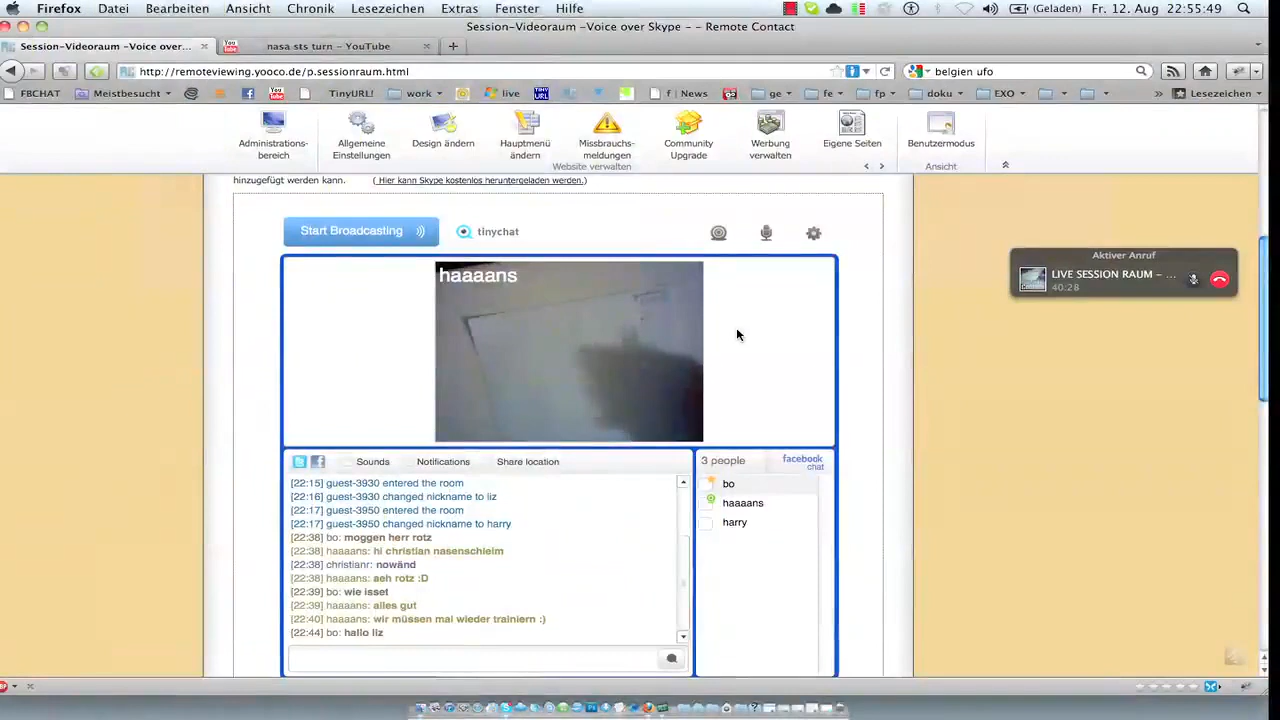 Firefox Datei Bearbeiten Ansicht Chronik Lesezeichen Extras Fenster Hilfe (Geladen) Fr. 12. Aug 22:55:49
Session-Videoraum -Voice over Skype - - Remote Contact
Session-Videoraum -Voice over... nasa sts turn - YouTube
http://remoteviewing.yooco.de/p.sessionraum.html belgien ufo
FBCHAT Meistbesucht TinyURL! work live f | News ge fe fp doku EXO » Lesezeichen
Administrations-
bereich
Allgemeine
Einstellungen
Design ändern
Hauptmenü
ändern
Missbrauchs-
meldungen
Community
Upgrade
Werbung
verwalten
Eigene Seiten
Benutzermodus
Website verwalten
Ansicht
hinzugefügt werden kann. ( Hier kann Skype kostenlos heruntergeladen werden.)
Start Broadcasting tinychat
Aktiver Anruf
LIVE SESSION RAUM - ...
40:28
haaaans
Sounds Notifications Share location
3 people facebook
chat
[22:15] guest-3930 entered the room
[22:16] guest-3930 changed nickname to liz
[22:17] guest-3950 entered the room
[22:17] guest-3950 changed nickname to harry
[22:38] bo: moggen herr rotz
[22:38] haaaans: hi christian nasenschleim
[22:38] christianr: nowänd
[22:38] haaaans: aeh rotz :D
[22:39] bo: wie isset
[22:39] haaaans: alles gut
[22:40] haaaans: wir müssen mal wieder trainiern :)
[22:44] bo: hallo liz
bo
haaaans
harry